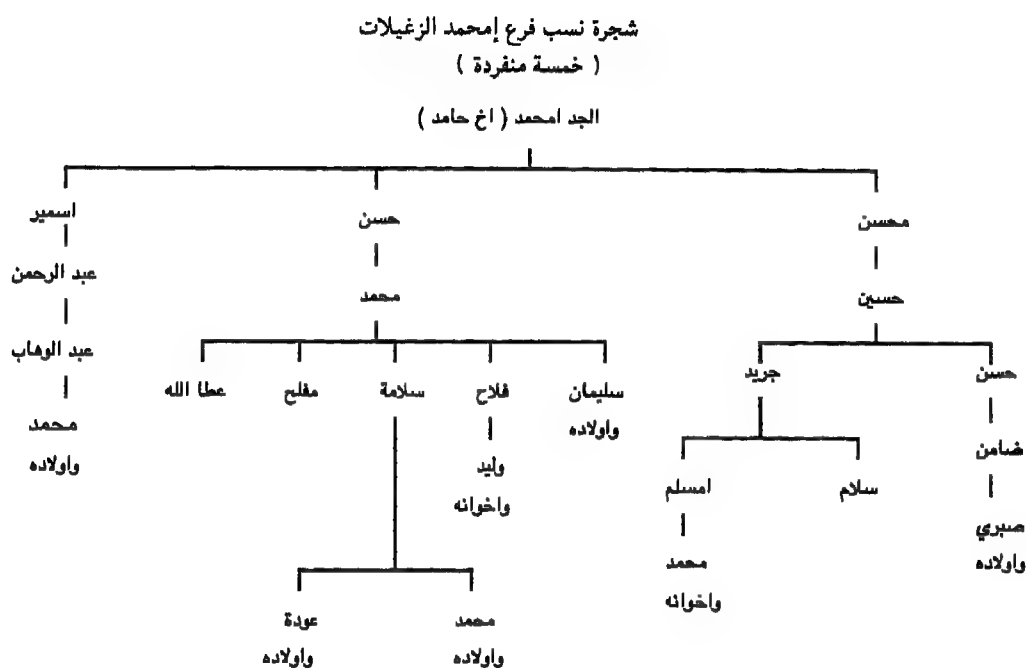 شجرة نسب فرع إمحمد الزغيلات
( خمسة منفردة )
الجد امحمد ( اخ حامد )
محسن
حسن
اسمير
عبد الرحمن
حسين
محمد
عبد الوهاب
حسن
جريد
سليمان
واولاده
فلاح
سلامة
مفلح
عطا الله
محمد
واولاده
ضامن
وليد
واخوانه
سلام
امسلم
صبري
واولاده
محمد
واخوانه
محمد
واولاده
عودة
واولاده